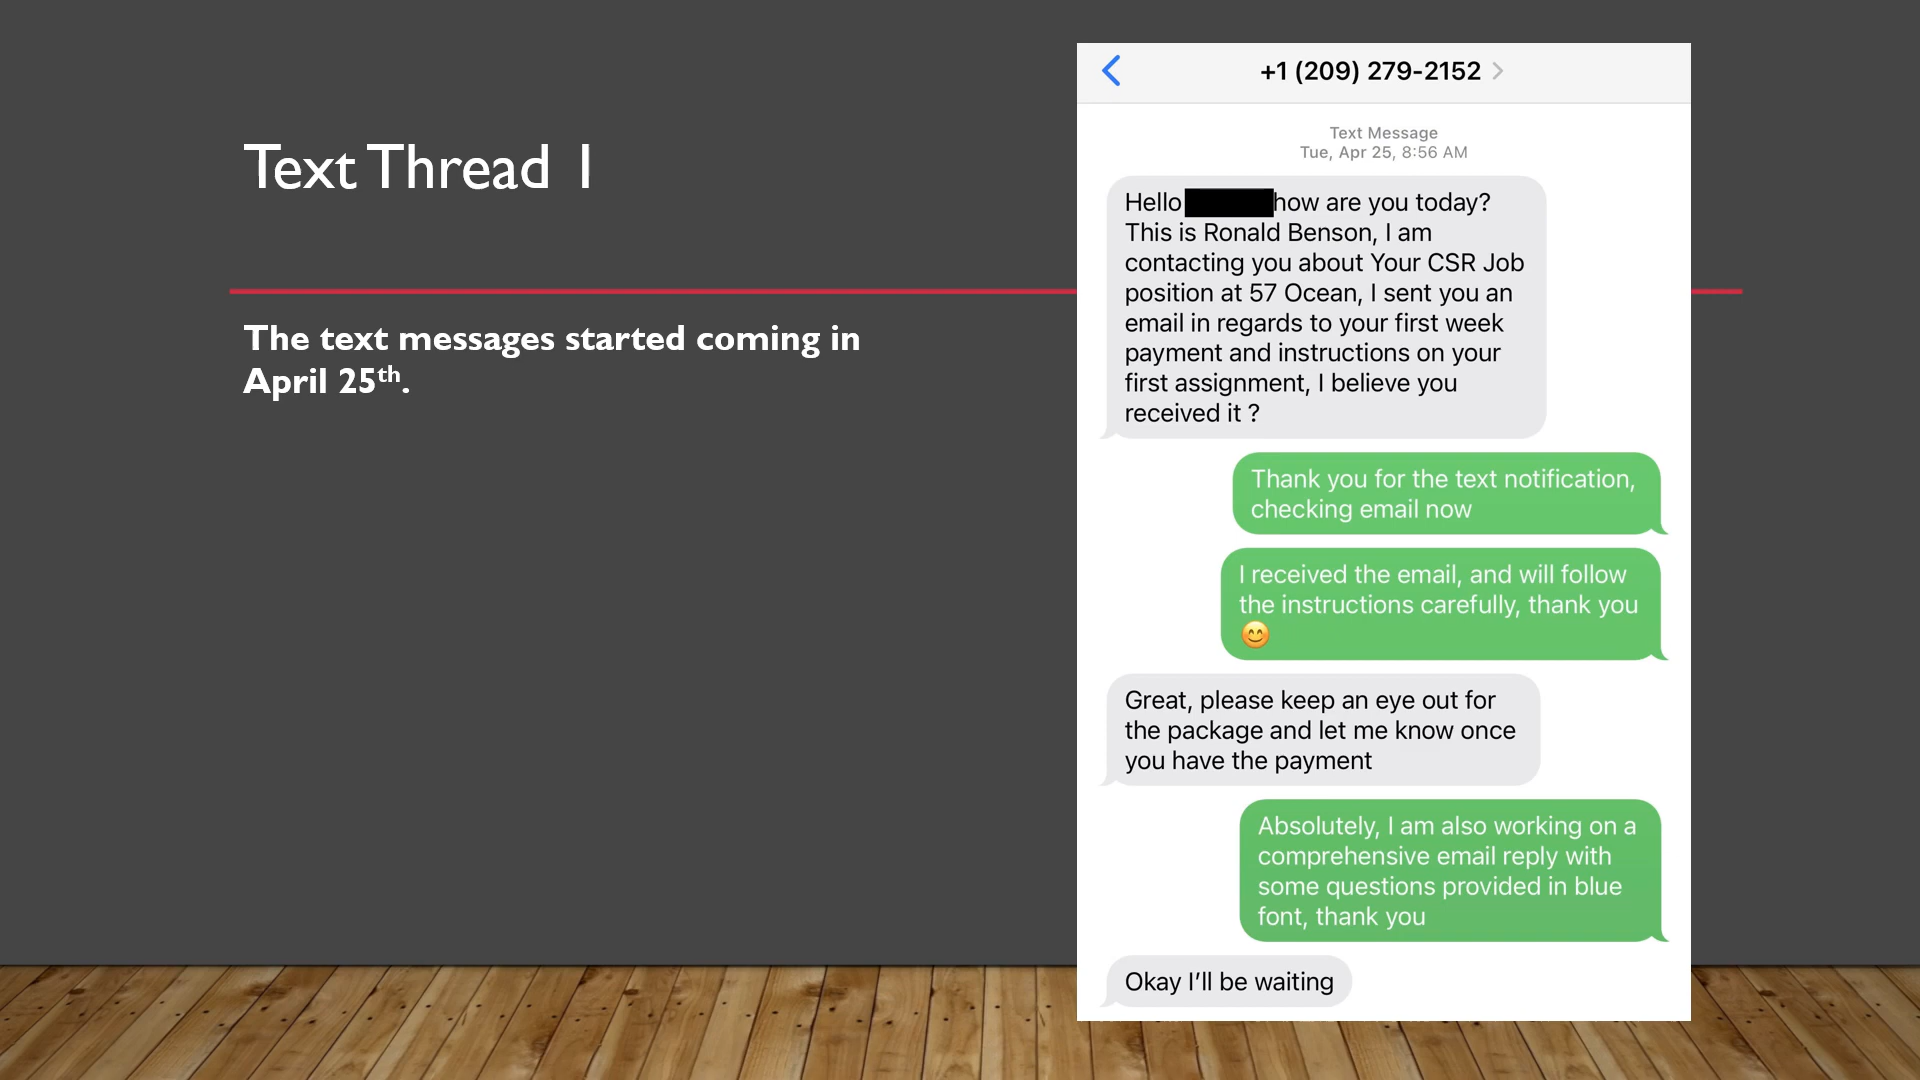 Text Thread 1
The text messages started coming in
April 25th.
+1 (209) 279-2152
Text Message
Tue, Apr 25, 8:56 AM
Hello how are you today?
This is Ronald Benson, I am
contacting you about Your CSR Job
position at 57 Ocean, I sent you an
email in regards to your first week
payment and instructions on your
first assignment, I believe you
received it ?
Thank you for the text notification,
checking email now
I received the email, and will follow
the instructions carefully, thank you
😊
Great, please keep an eye out for
the package and let me know once
you have the payment
Absolutely, I am also working on a
comprehensive email reply with
some questions provided in blue
font, thank you
Okay I’ll be waiting